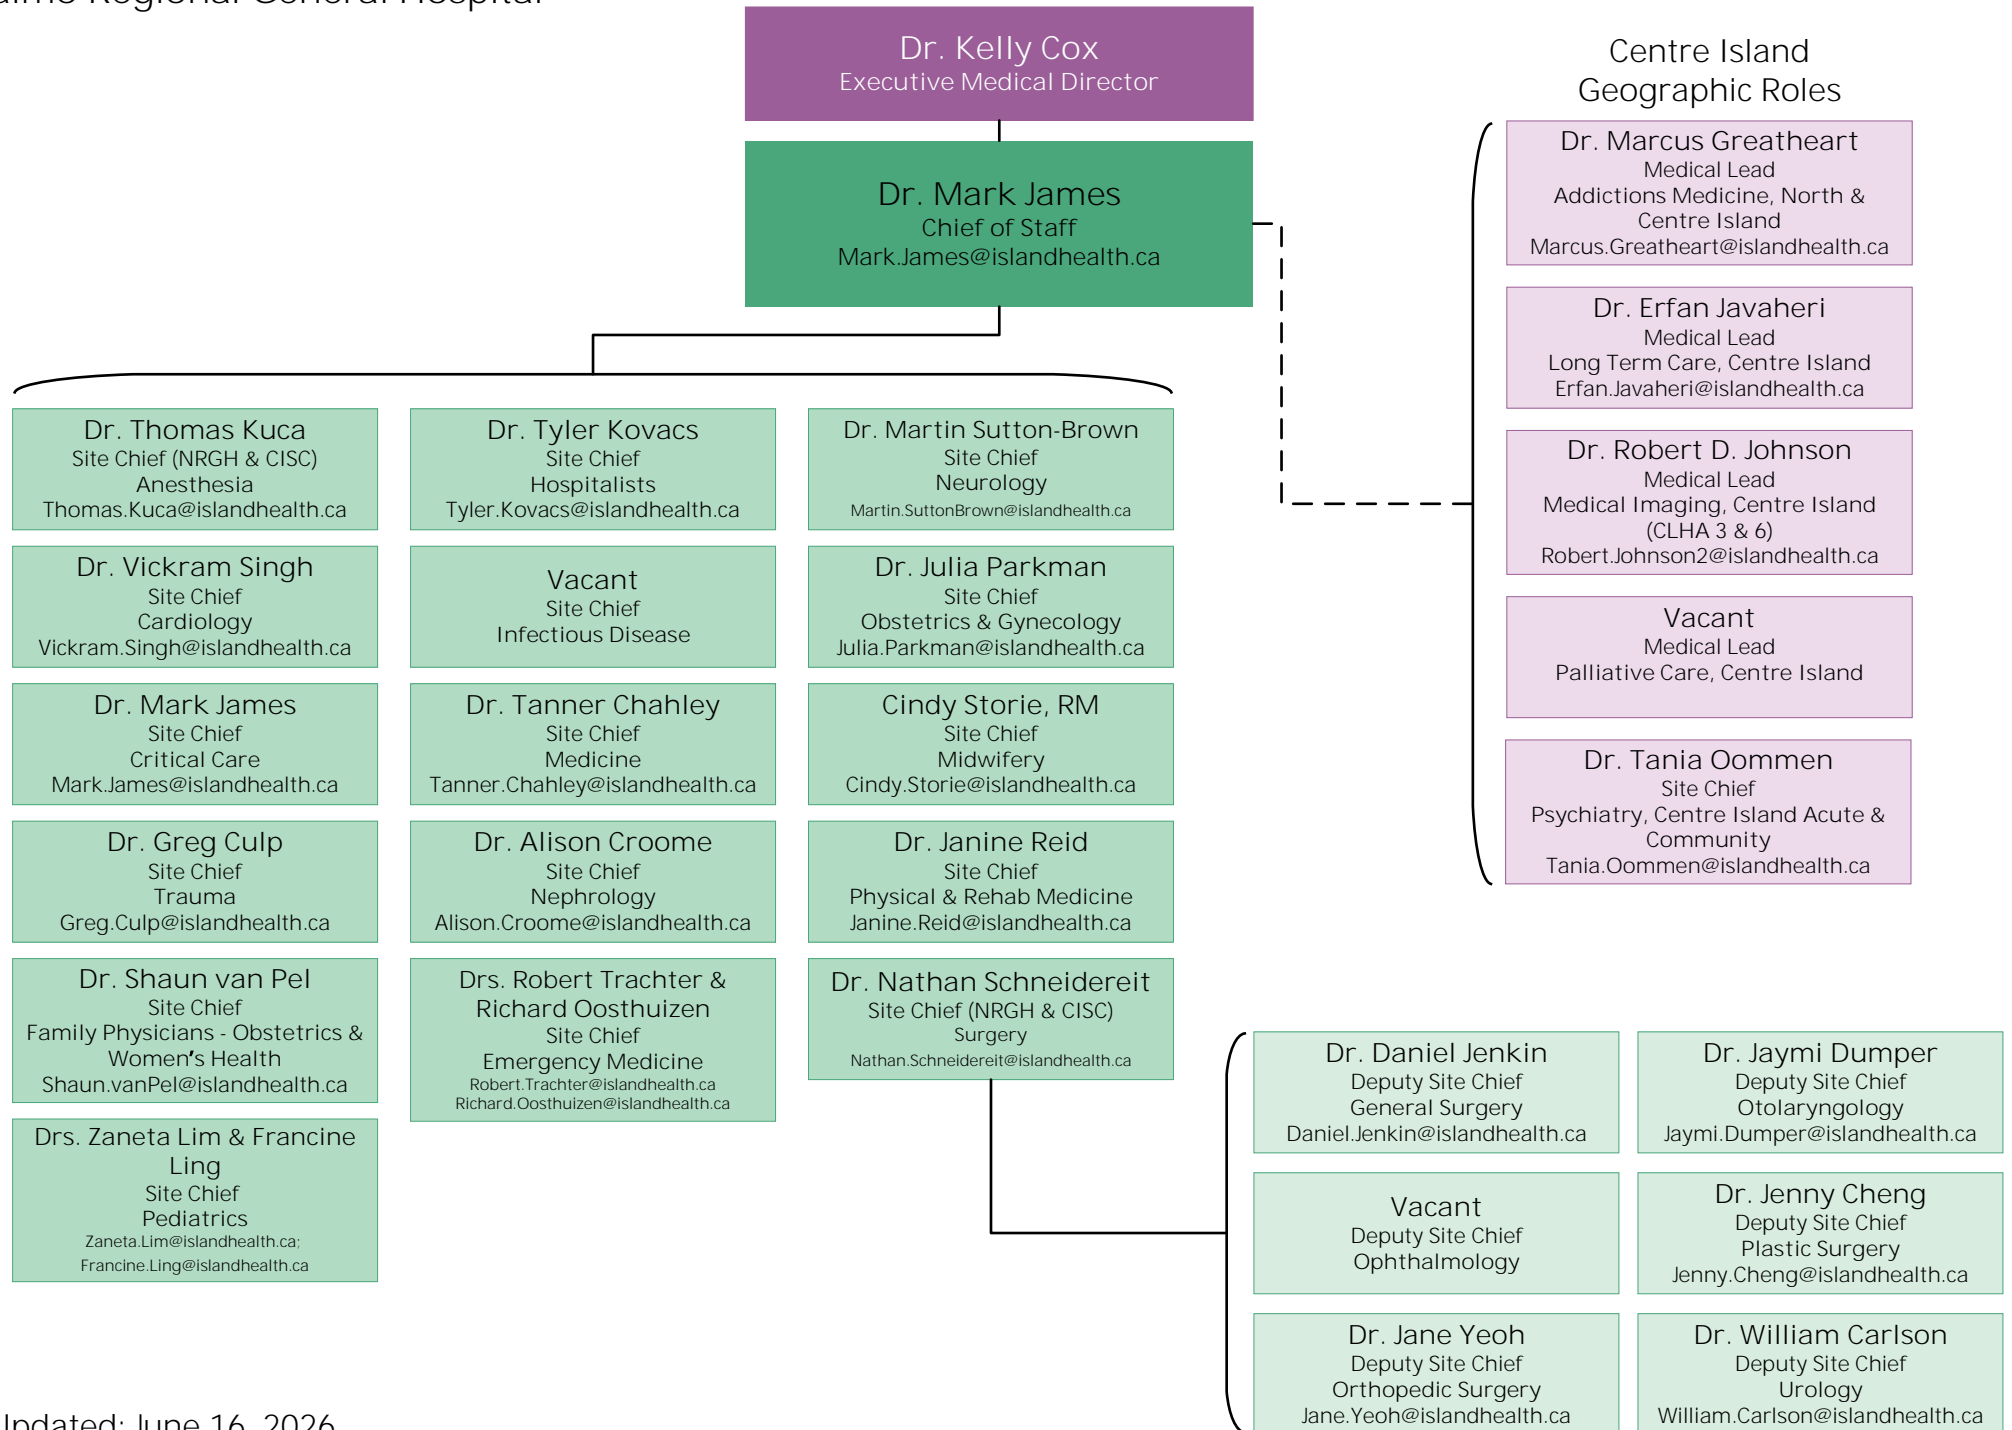 Regional General Hospital
Dr. Kelly Cox
Executive Medical Director
Dr. Mark James
Chief of Staff
Mark.James@islandhealth.ca
Centre Island
Geographic Roles
Dr. Marcus Greatheart
Medical Lead
Addictions Medicine, North &
Centre Island
Marcus.Greatheart@islandhealth.ca
Dr. Erfan Javaheri
Medical Lead
Long Term Care, Centre Island
Erfan.Javaheri@islandhealth.ca
Dr. Robert D. Johnson
Medical Lead
Medical Imaging, Centre Island
(CLHA 3 & 6)
Robert.Johnson2@islandhealth.ca
Vacant
Medical Lead
Palliative Care, Centre Island
Dr. Tania Oommen
Site Chief
Psychiatry, Centre Island Acute &
Community
Tania.Oommen@islandhealth.ca
Dr. Thomas Kuca
Site Chief (NRGH & CISC)
Anesthesia
Thomas.Kuca@islandhealth.ca
Dr. Vickram Singh
Site Chief
Cardiology
Vickram.Singh@islandhealth.ca
Dr. Mark James
Site Chief
Critical Care
Mark.James@islandhealth.ca
Dr. Greg Culp
Site Chief
Trauma
Greg.Culp@islandhealth.ca
Dr. Shaun van Pel
Site Chief
Family Physicians - Obstetrics &
Women's Health
Shaun.vanPel@islandhealth.ca
Drs. Zaneta Lim & Francine
Ling
Site Chief
Pediatrics
Zaneta.Lim@islandhealth.ca;
Francine.Ling@islandhealth.ca
Dr. Tyler Kovacs
Site Chief
Hospitalists
Tyler.Kovacs@islandhealth.ca
Vacant
Site Chief
Infectious Disease
Dr. Tanner Chahley
Site Chief
Medicine
Tanner.Chahley@islandhealth.ca
Dr. Alison Croome
Site Chief
Nephrology
Alison.Croome@islandhealth.ca
Drs. Robert Trachter &
Richard Oosthuizen
Site Chief
Emergency Medicine
Robert.Trachter@islandhealth.ca
Richard.Oosthuizen@islandhealth.ca
Dr. Martin Sutton-Brown
Site Chief
Neurology
Martin.SuttonBrown@islandhealth.ca
Dr. Julia Parkman
Site Chief
Obstetrics & Gynecology
Julia.Parkman@islandhealth.ca
Cindy Storie, RM
Site Chief
Midwifery
Cindy.Storie@islandhealth.ca
Dr. Janine Reid
Site Chief
Physical & Rehab Medicine
Janine.Reid@islandhealth.ca
Dr. Nathan Schneidereit
Site Chief (NRGH & CISC)
Surgery
Nathan.Schneidereit@islandhealth.ca
Dr. Daniel Jenkin
Deputy Site Chief
General Surgery
Daniel.Jenkin@islandhealth.ca
Vacant
Deputy Site Chief
Ophthalmology
Dr. Jane Yeoh
Deputy Site Chief
Orthopedic Surgery
Jane.Yeoh@islandhealth.ca
Dr. Jaymi Dumper
Deputy Site Chief
Otolaryngology
Jaymi.Dumper@islandhealth.ca
Dr. Jenny Cheng
Deputy Site Chief
Plastic Surgery
Jenny.Cheng@islandhealth.ca
Dr. William Carlson
Deputy Site Chief
Urology
William.Carlson@islandhealth.ca
Updated: June 16, 2026